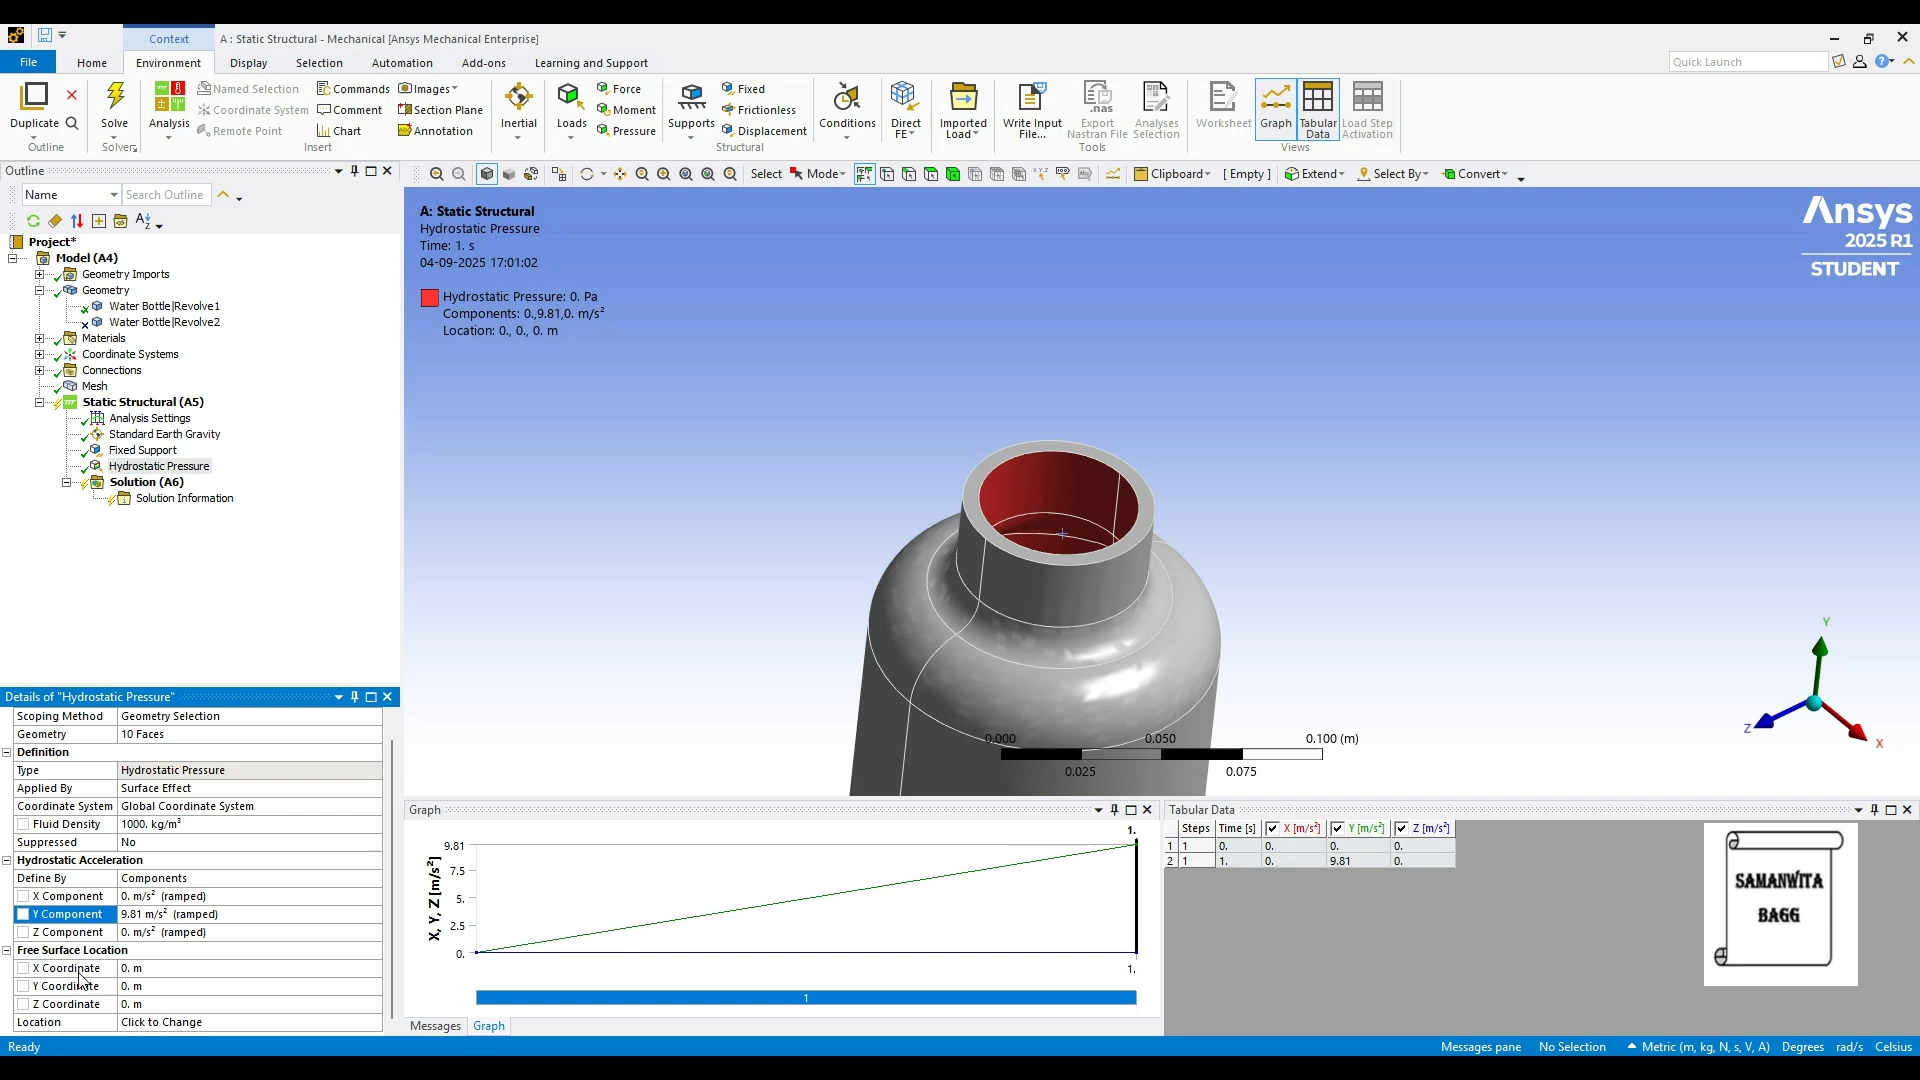 Context
A : Static Structural - Mechanical [Ansys Mechanical Enterprise]
File
Home
Environment
Display
Selection
Automation
Add-ons
Learning and Support
Quick Launch
Duplicate
Outline
Solve
Solver
Analysis
Named Selection
Coordinate System
Remote Point
Commands
Comment
Chart
Images
Section Plane
Annotation
Insert
Inertial
Loads
Force
Moment
Pressure
Supports
Fixed
Frictionless
Displacement
Structural
Conditions
Direct
FE
Imported
Load
Write Input
File...
Export
Nastran File
Analyses
Selection
Tools
Worksheet
Graph
Tabular
Data
Load Step
Activation
Views
Outline
Name
Search Outline
Project*
Model (A4)
Geometry Imports
Geometry
Water Bottle|Revolve1
Water Bottle|Revolve2
Materials
Coordinate Systems
Connections
Mesh
Static Structural (A5)
Analysis Settings
Standard Earth Gravity
Fixed Support
Hydrostatic Pressure
Solution (A6)
Solution Information
Select
Mode
Clipboard
[ Empty ]
Extend
Select By
Convert
A: Static Structural
Hydrostatic Pressure
Time: 1. s
04-09-2025 17:01:02
Hydrostatic Pressure: 0. Pa
Components: 0.,9.81,0. m/s²
Location: 0., 0., 0. m
Ansys
2025 R1
STUDENT
Y
Z
X
0.000
0.050
0.100 (m)
0.025
0.075
Details of "Hydrostatic Pressure"
Scoping Method Geometry Selection
Geometry 10 Faces
Definition
Type Hydrostatic Pressure
Applied By Surface Effect
Coordinate System Global Coordinate System
Fluid Density 1000. kg/m³
Suppressed No
Hydrostatic Acceleration
Define By Components
X Component 0. m/s² (ramped)
Y Component 9.81 m/s² (ramped)
Z Component 0. m/s² (ramped)
Free Surface Location
X Coordinate 0. m
Y Coordinate 0. m
Z Coordinate 0. m
Location Click to Change
Graph
1.
9.81
7.5
5.
2.5
0.
X, Y, Z [m/s²]
1.
1
Messages
Graph
Tabular Data
Steps Time [s] X [m/s²] Y [m/s²] Z [m/s²]
1 1 0. 0. 0. 0.
2 1 1. 0. 9.81 0.
SAMANWITA
BAGG
Ready
Messages pane
No Selection
Metric (m, kg, N, s, V, A)
Degrees
rad/s
Celsius